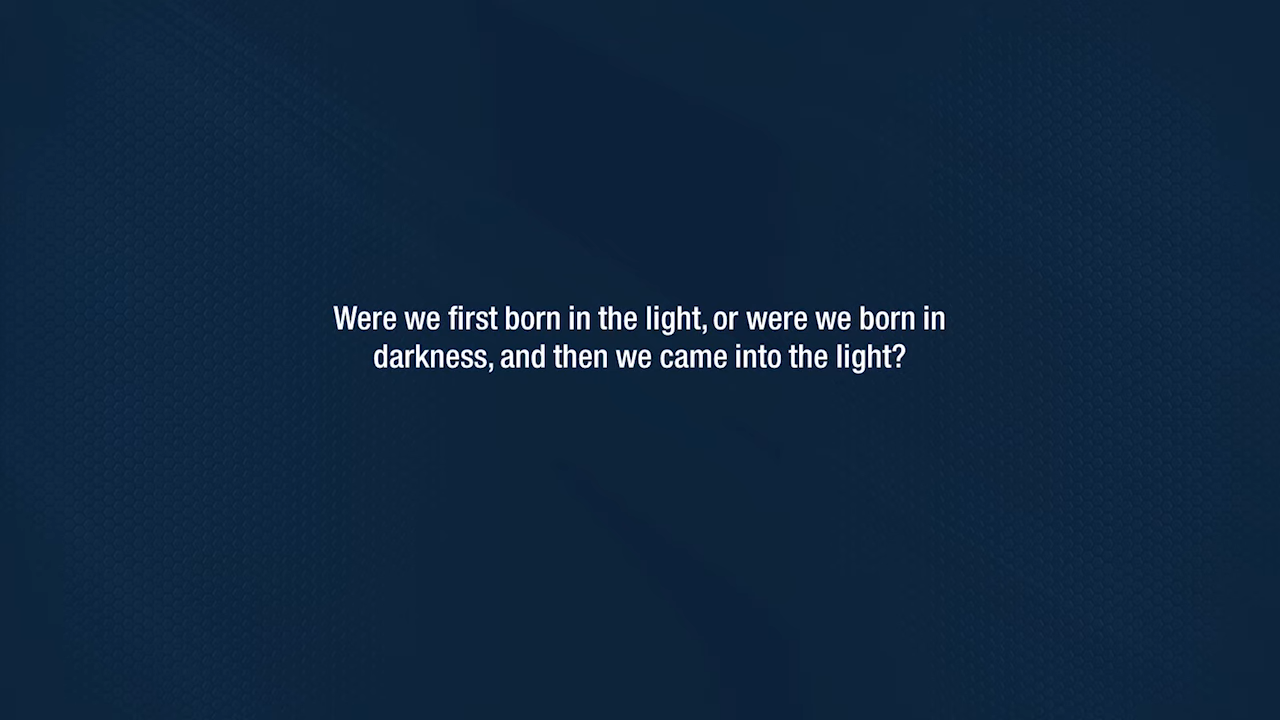 Were we first born in the light, or were we born in
darkness, and then we came into the light?